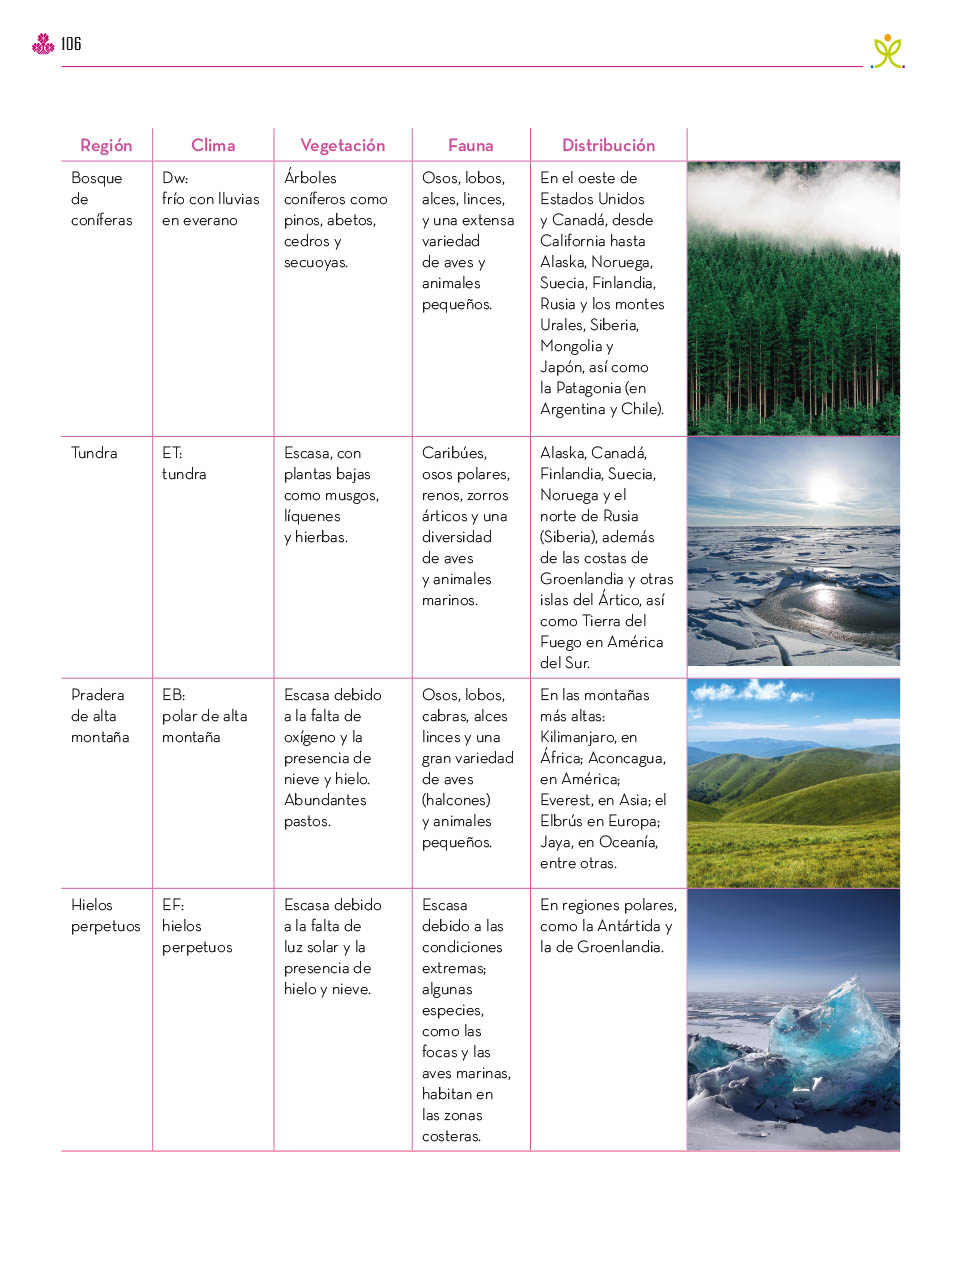 106
Región Clima Vegetación Fauna Distribución
Bosque
de
coníferas
Dw:
frío con lluvias
en everano
Árboles
coníferos como
pinos, abetos,
cedros y
secuoyas.
Osos, lobos,
alces, linces,
y una extensa
variedad
de aves y
animales
pequeños.
En el oeste de
Estados Unidos
y Canadá, desde
California hasta
Alaska, Noruega,
Suecia, Finlandia,
Rusia y los montes
Urales, Siberia,
Mongolia y
Japón, así como
la Patagonia (en
Argentina y Chile).
Tundra
ET:
tundra
Escasa, con
plantas bajas
como musgos,
líquenes
y hierbas.
Caribúes,
osos polares,
renos, zorros
árticos y una
diversidad
de aves
y animales
marinos.
Alaska, Canadá,
Finlandia, Suecia,
Noruega y el
norte de Rusia
(Siberia), además
de las costas de
Groenlandia y otras
islas del Ártico, así
como Tierra del
Fuego en América
del Sur.
Pradera
de alta
montaña
EB:
polar de alta
montaña
Escasa debido
a la falta de
oxígeno y la
presencia de
nieve y hielo.
Abundantes
pastos.
Osos, lobos,
cabras, alces
linces y una
gran variedad
de aves
(halcones)
y animales
pequeños.
En las montañas
más altas:
Kilimanjaro, en
África; Aconcagua,
en América;
Everest, en Asia; el
Elbrús en Europa;
Jaya, en Oceanía,
entre otras.
Hielos
perpetuos
EF:
hielos
perpetuos
Escasa debido
a la falta de
luz solar y la
presencia de
hielo y nieve.
Escasa
debido a las
condiciones
extremas;
algunas
especies,
como las
focas y las
aves marinas,
habitan en
las zonas
costeras.
En regiones polares,
como la Antártida y
la de Groenlandia.